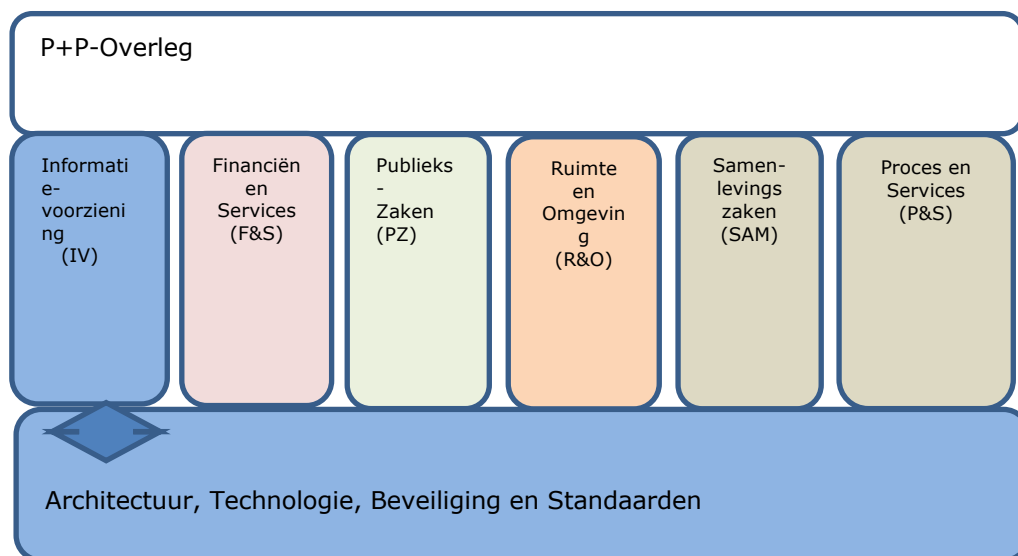 P+P-Overleg
Informati
e-
voorzieni
ng
(IV)
Financiën
en
Services
(F&S)
Publieks
-
Zaken
(PZ)
Ruimte
en
Omgevin
g
(R&O)
Samen-
levings
zaken
(SAM)
Proces en
Services
(P&S)
Architectuur, Technologie, Beveiliging en Standaarden